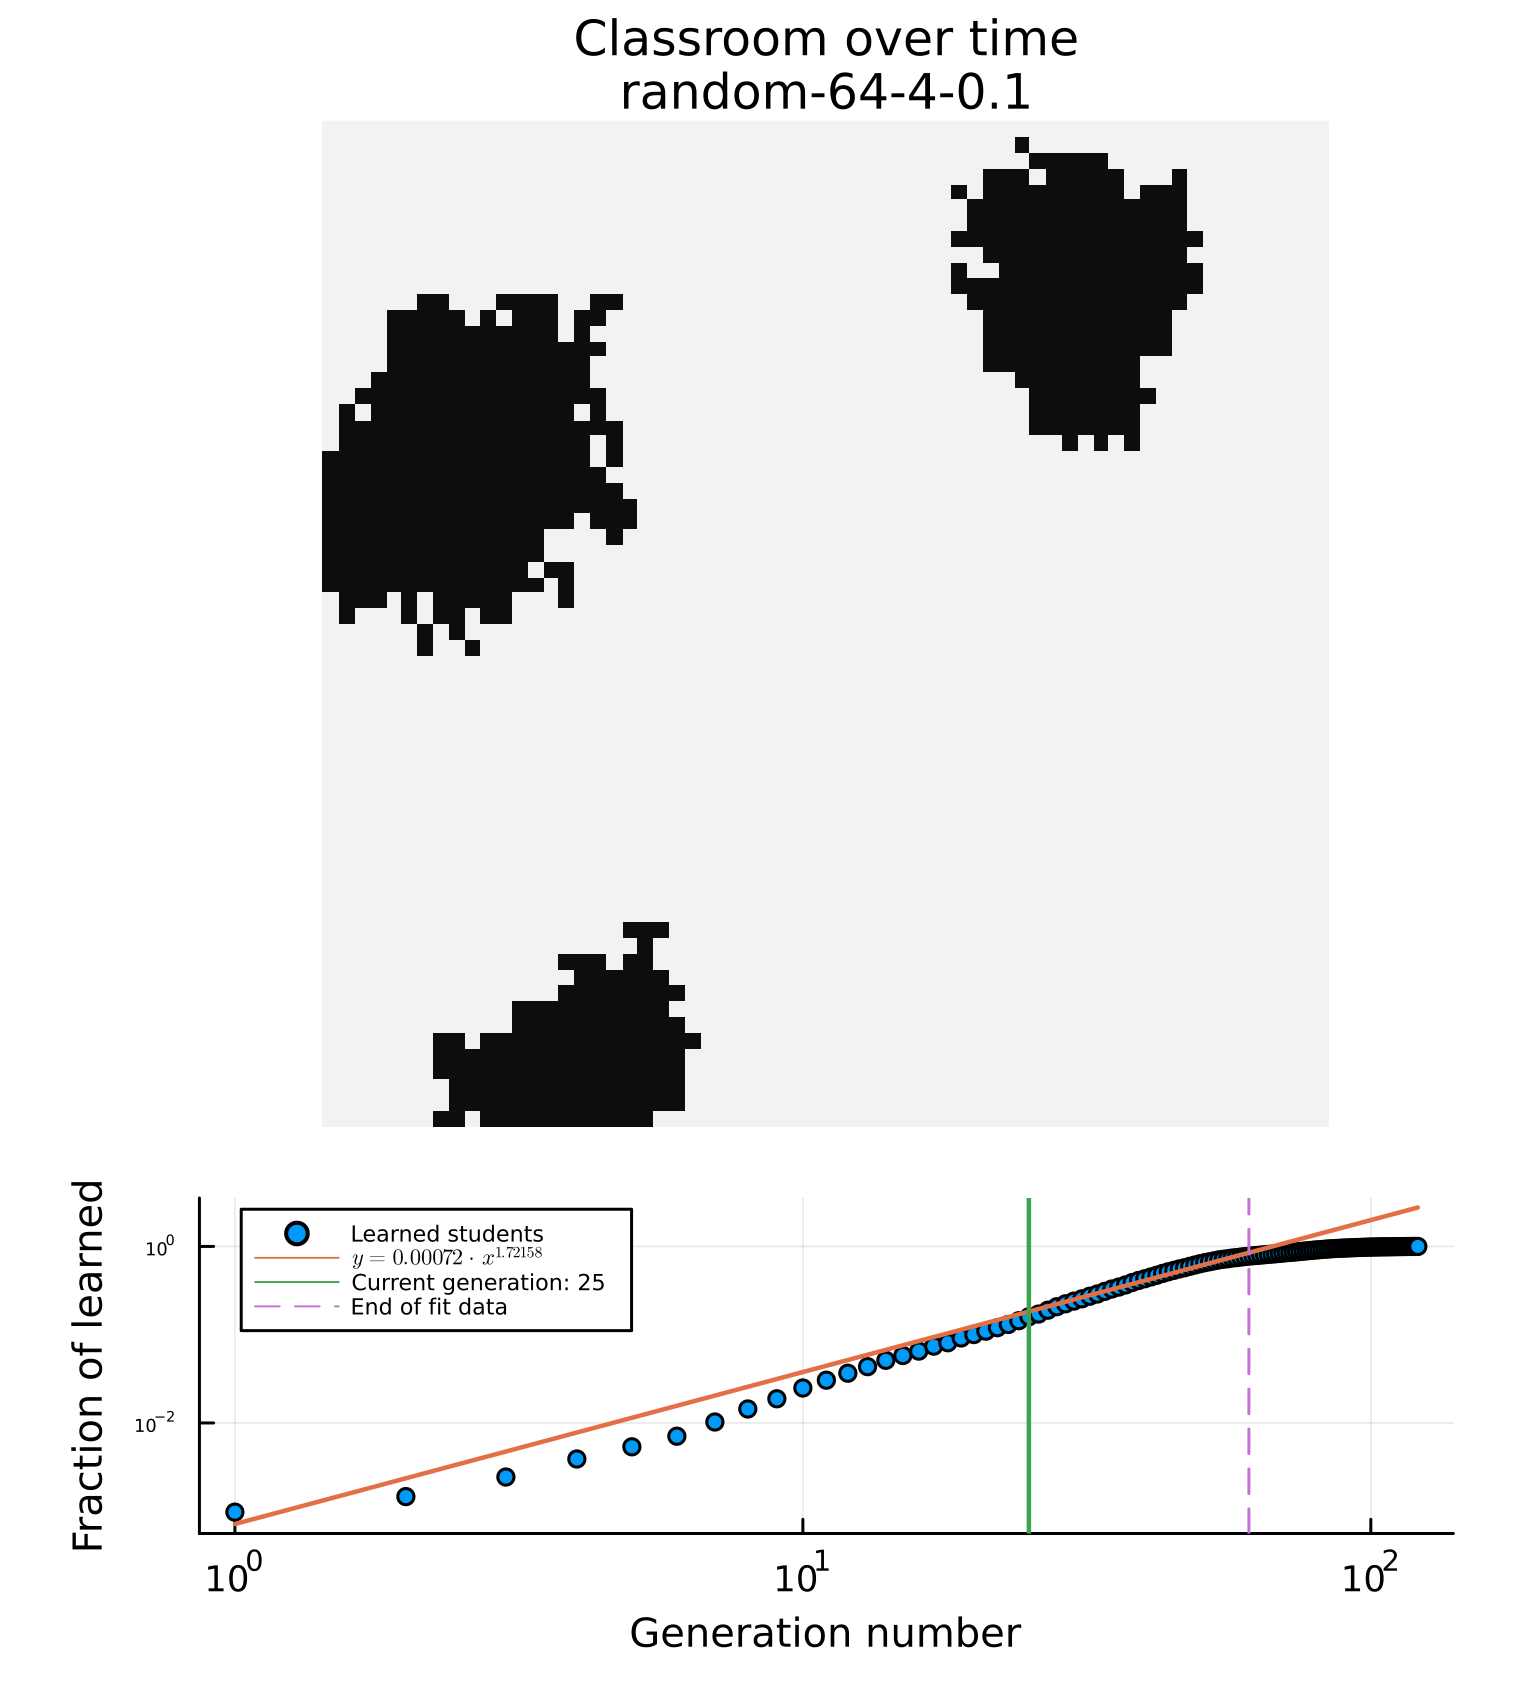 Classroom over time
random-64-4-0.1
Fraction of learned
10⁰
10⁻²
Learned students
y = 0.00072 · x^1.72158
Current generation: 25
End of fit data
10⁰ 10¹ 10²
Generation number